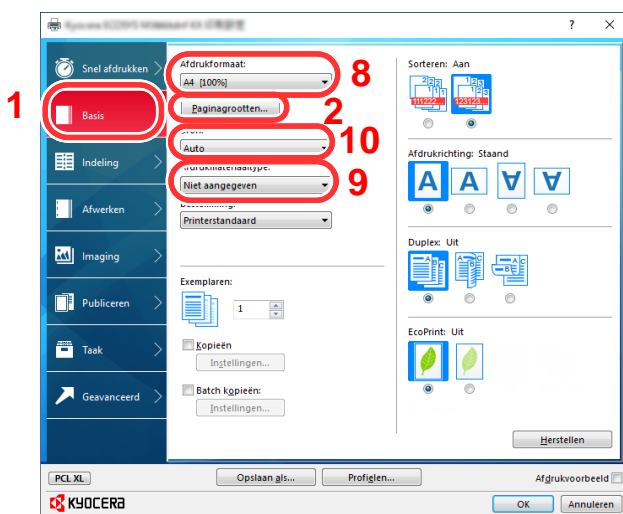 ? ×
Snel afdrukken
1
Basis
Indeling
Afwerken
Imaging
Publiceren
Taak
Geavanceerd
Afdrukformaat:
A4 [100%]
8
Paginagrootten...
2
Auto
10
Niet aangegeven
9
Printerstandaard
Exemplaren:
1
Kopieën
Instellingen...
Batch kopieën:
Instellingen...
Sorteren: Aan
Afdrukrichting: Staand
A A A A
Duplex: Uit
EcoPrint: Uit
Herstellen
PCL XL
Opslaan als...
Profielen...
Afdrukvoorbeeld
KYOCERA
OK
Annuleren